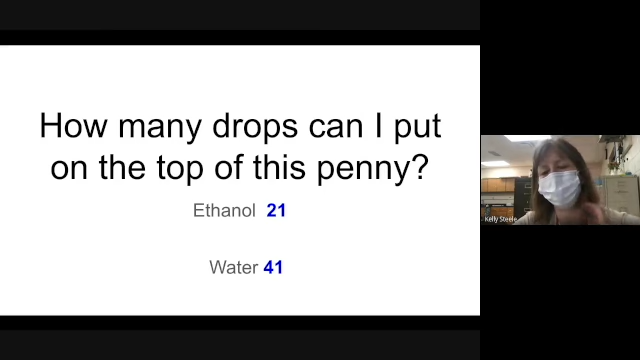 How many drops can I put
on the top of this penny?
Ethanol 21
Water 41
Kelly Steele